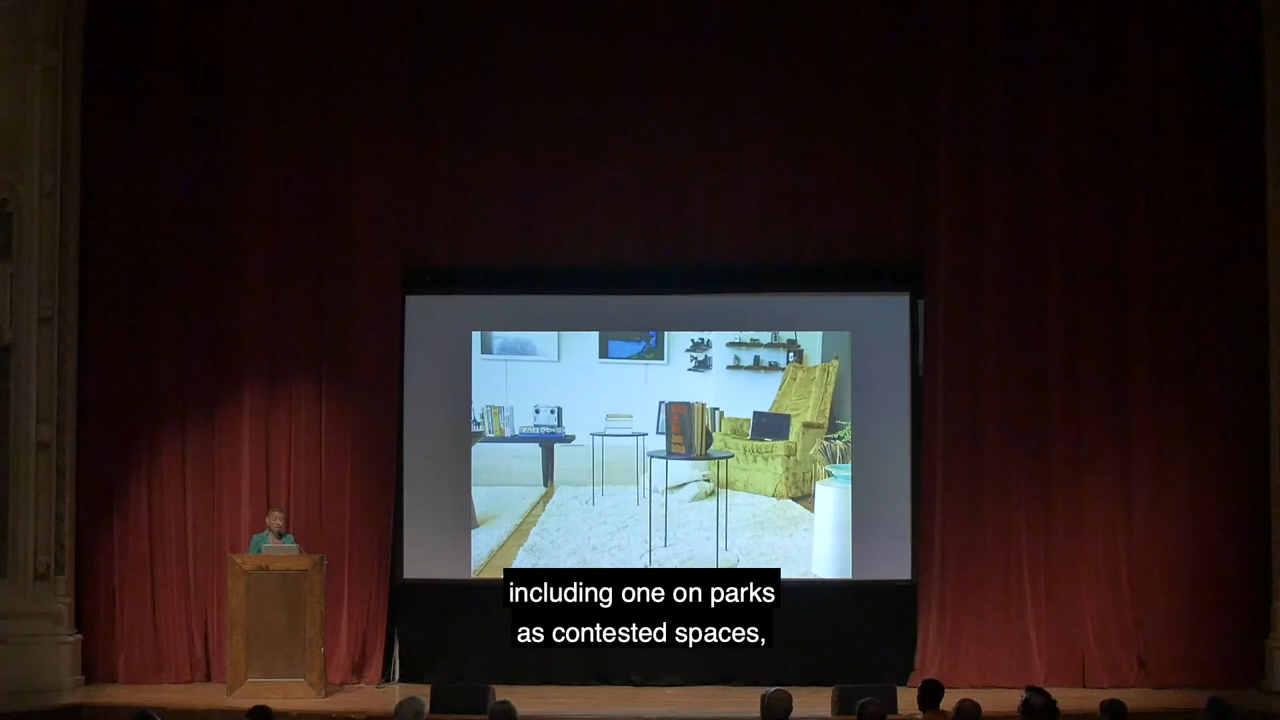 including one on parks
as contested spaces,